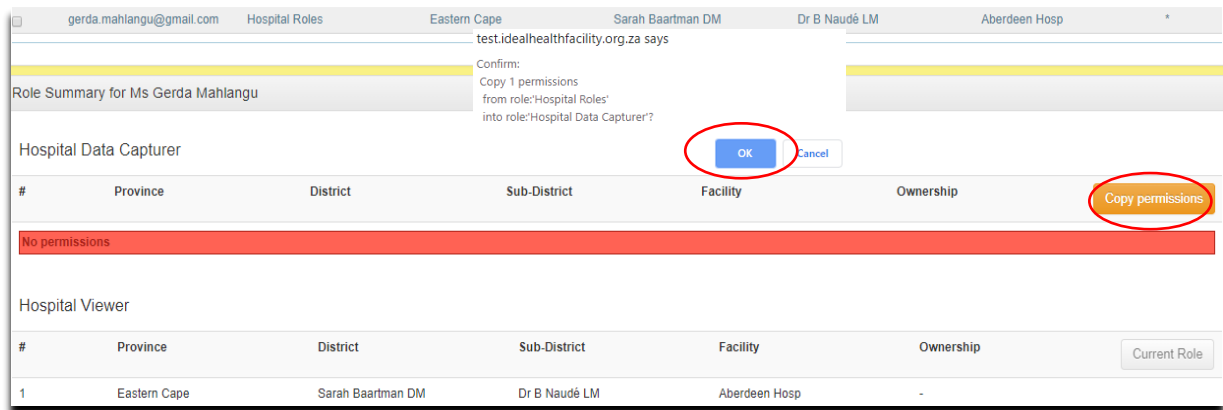 gerda.mahlangu@gmail.com Hospital Roles Eastern Cape Sarah Baartman DM Dr B Naudé LM Aberdeen Hosp *
test.idealhealthfacility.org.za says
Confirm:
Copy 1 permissions
from role:'Hospital Roles'
into role:'Hospital Data Capturer'?
OK Cancel
Role Summary for Ms Gerda Mahlangu
Hospital Data Capturer
# Province District Sub-District Facility Ownership Copy permissions
No permissions
Hospital Viewer
# Province District Sub-District Facility Ownership Current Role
1 Eastern Cape Sarah Baartman DM Dr B Naudé LM Aberdeen Hosp -